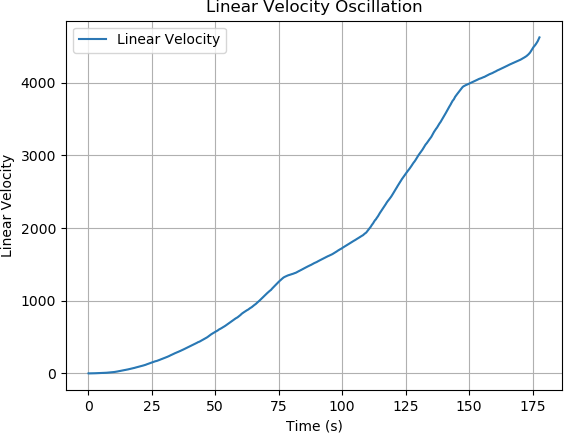 Linear Velocity Oscillation
Linear Velocity
4000
3000
2000
1000
0
Linear Velocity
0 25 50 75 100 125 150 175
Time (s)